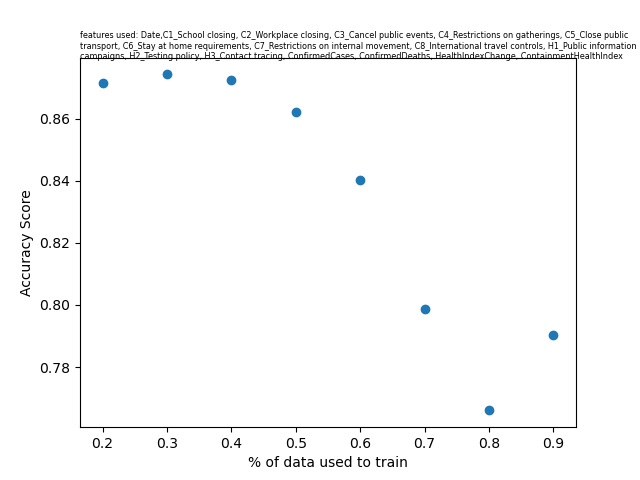 features used: Date,C1_School closing, C2_Workplace closing, C3_Cancel public events, C4_Restrictions on gatherings, C5_Close public
transport, C6_Stay at home requirements, C7_Restrictions on internal movement, C8_International travel controls, H1_Public information
campaigns, H2_Testing policy, H3_Contact tracing, ConfirmedCases, ConfirmedDeaths, HealthIndexChange, ContainmentHealthIndex
0.86
0.84
0.82
0.80
0.78
Accuracy Score
0.2 0.3 0.4 0.5 0.6 0.7 0.8 0.9
% of data used to train